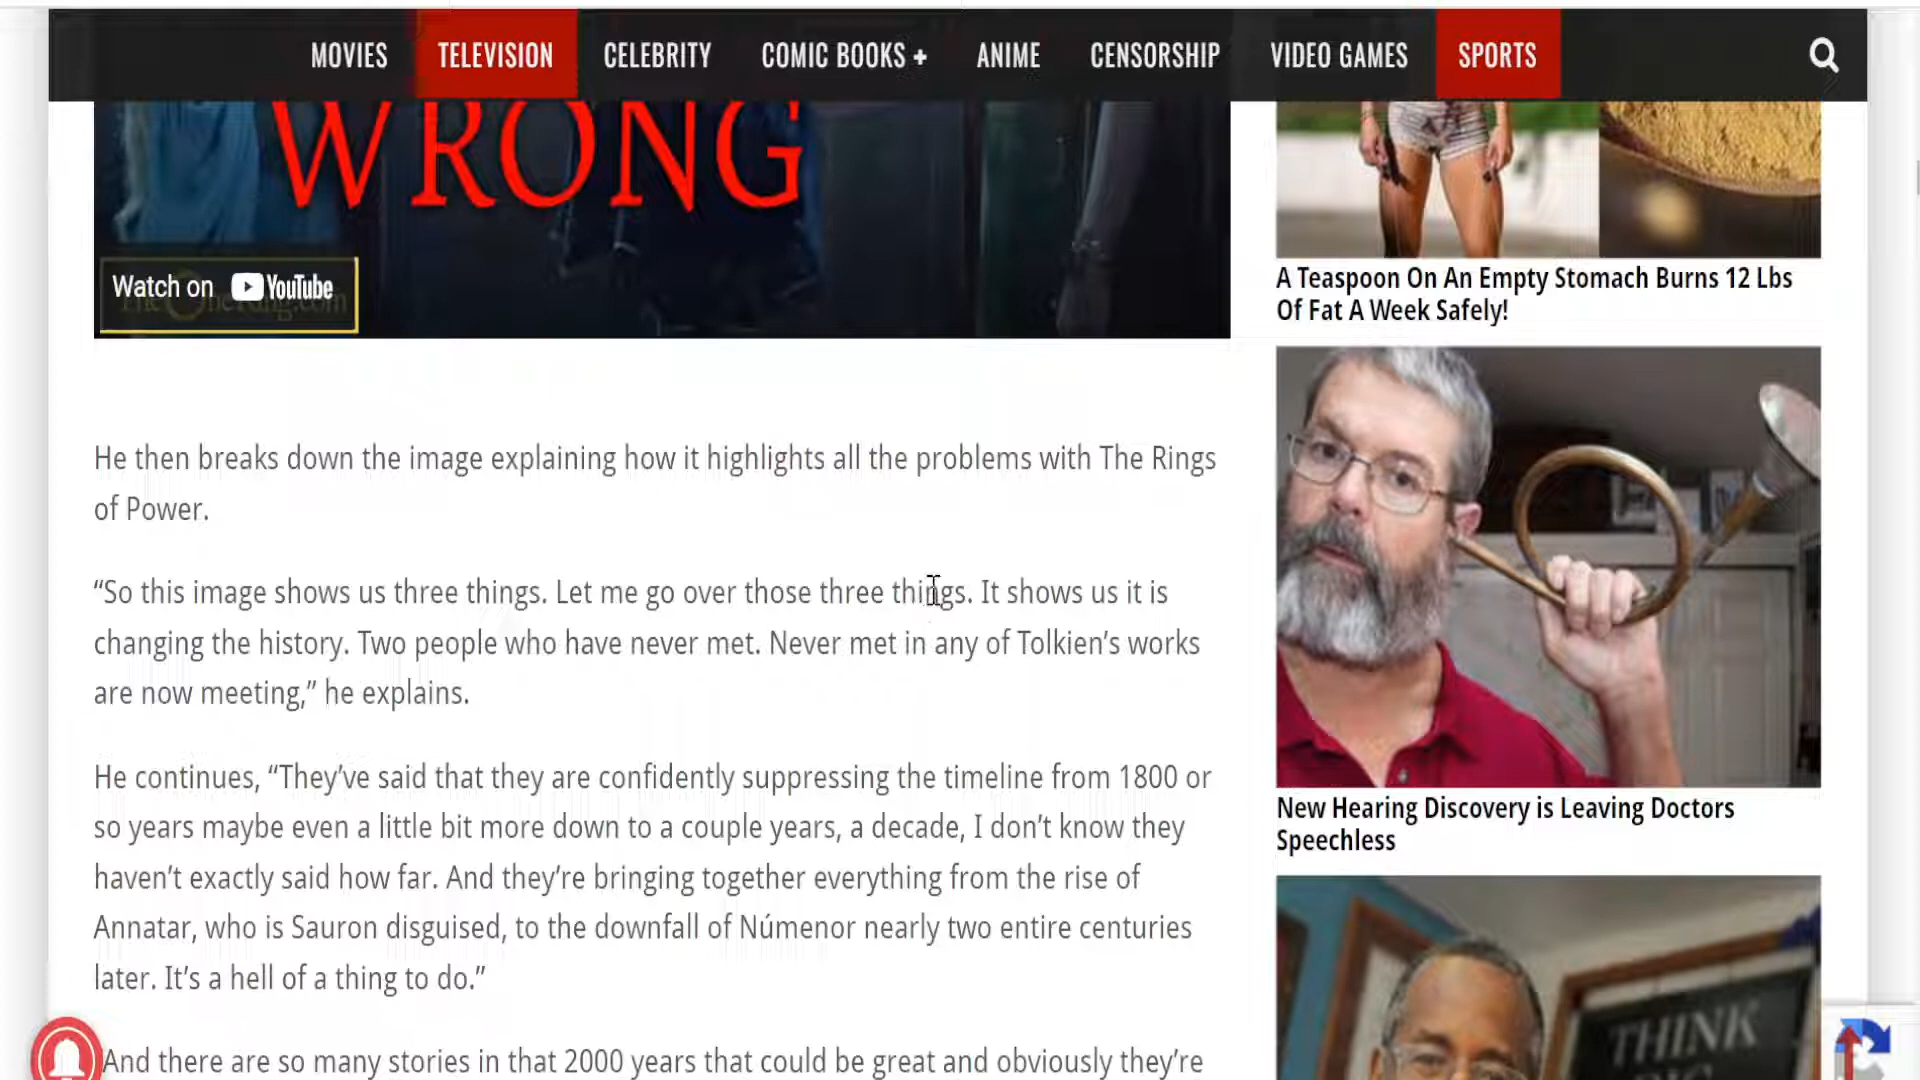 MOVIES TELEVISION CELEBRITY COMIC BOOKS + ANIME CENSORSHIP VIDEO GAMES SPORTS
WRONG
Watch on YouTube
TheOneRing.com
He then breaks down the image explaining how it highlights all the problems with The Rings
of Power.
“So this image shows us three things. Let me go over those three things. It shows us it is
changing the history. Two people who have never met. Never met in any of Tolkien’s works
are now meeting,” he explains.
He continues, “They’ve said that they are confidently suppressing the timeline from 1800 or
so years maybe even a little bit more down to a couple years, a decade, I don’t know they
haven’t exactly said how far. And they’re bringing together everything from the rise of
Annatar, who is Sauron disguised, to the downfall of Númenor nearly two entire centuries
later. It’s a hell of a thing to do.”
And there are so many stories in that 2000 years that could be great and obviously they’re
A Teaspoon On An Empty Stomach Burns 12 Lbs
Of Fat A Week Safely!
New Hearing Discovery is Leaving Doctors
Speechless
THINK
BIG